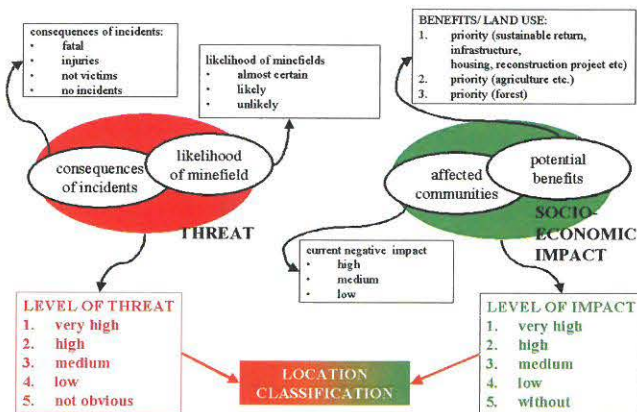 consequences of incidents:
• fatal
• injuries
• not victims
• no incidents
likelihood of minefields
• almost certain
• likely
• unlikely
BENEFITS/ LAND USE:
1. priority (sustainable return,
infrastructure,
housing, reconstruction project etc)
2. priority (agriculture etc.)
3. priority (forest)
consequences
of incidents
likelihood
of minefield
THREAT
affected
communities
potential
benefits
SOCIO-
ECONOMIC
IMPACT
current negative impact
• high
• medium
• low
LEVEL OF THREAT
1. very high
2. high
3. medium
4. low
5. not obvious
LOCATION
CLASSIFICATION
LEVEL OF IMPACT
1. very high
2. high
3. medium
4. low
5. without